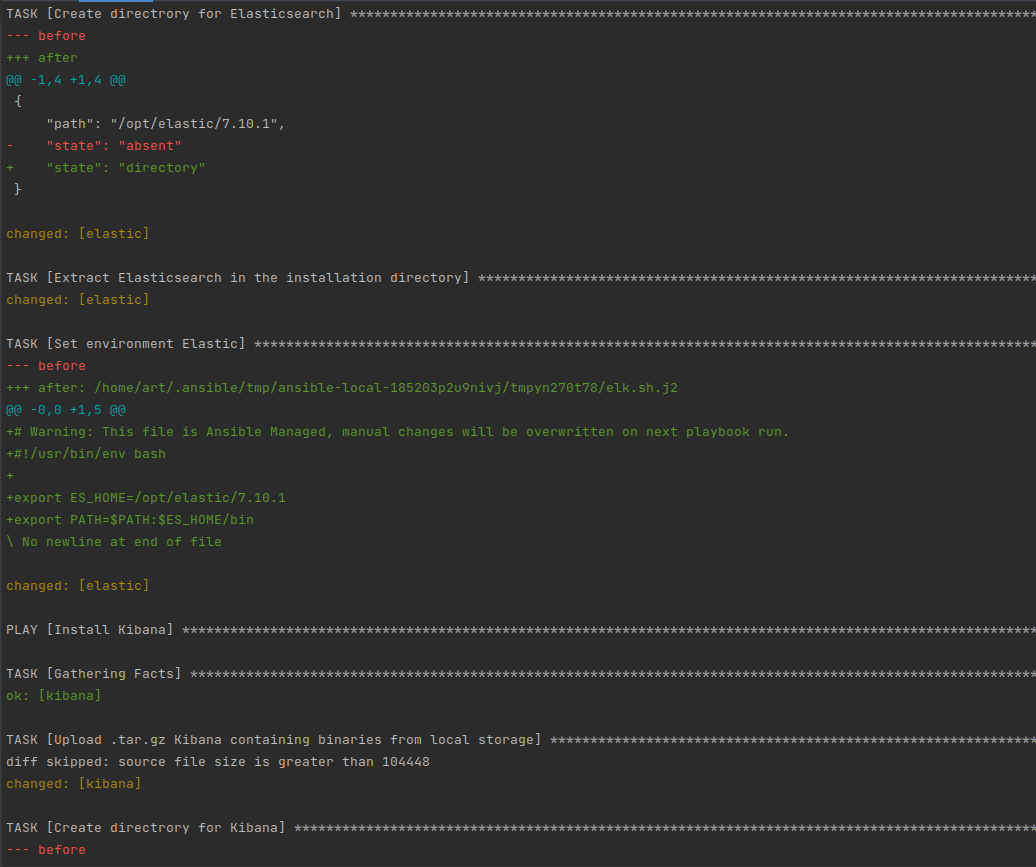 TASK [Create directrory for Elasticsearch] **************************************************************************************
--- before
+++ after
@@ -1,4 +1,4 @@
 {
     "path": "/opt/elastic/7.10.1",
-    "state": "absent"
+    "state": "directory"
 }
changed: [elastic]
TASK [Extract Elasticsearch in the installation directory] **********************************************************************
changed: [elastic]
TASK [Set environment Elastic] **************************************************************************************************
--- before
+++ after: /home/art/.ansible/tmp/ansible-local-185203p2u9nivj/tmpyn270t78/elk.sh.j2
@@ -0,0 +1,5 @@
+# Warning: This file is Ansible Managed, manual changes will be overwritten on next playbook run.
+#!/usr/bin/env bash
+
+export ES_HOME=/opt/elastic/7.10.1
+export PATH=$PATH:$ES_HOME/bin
\ No newline at end of file
changed: [elastic]
PLAY [Install Kibana] ***********************************************************************************************************
TASK [Gathering Facts] **********************************************************************************************************
ok: [kibana]
TASK [Upload .tar.gz Kibana containing binaries from local storage] *************************************************************
diff skipped: source file size is greater than 104448
changed: [kibana]
TASK [Create directrory for Kibana] *********************************************************************************************
--- before